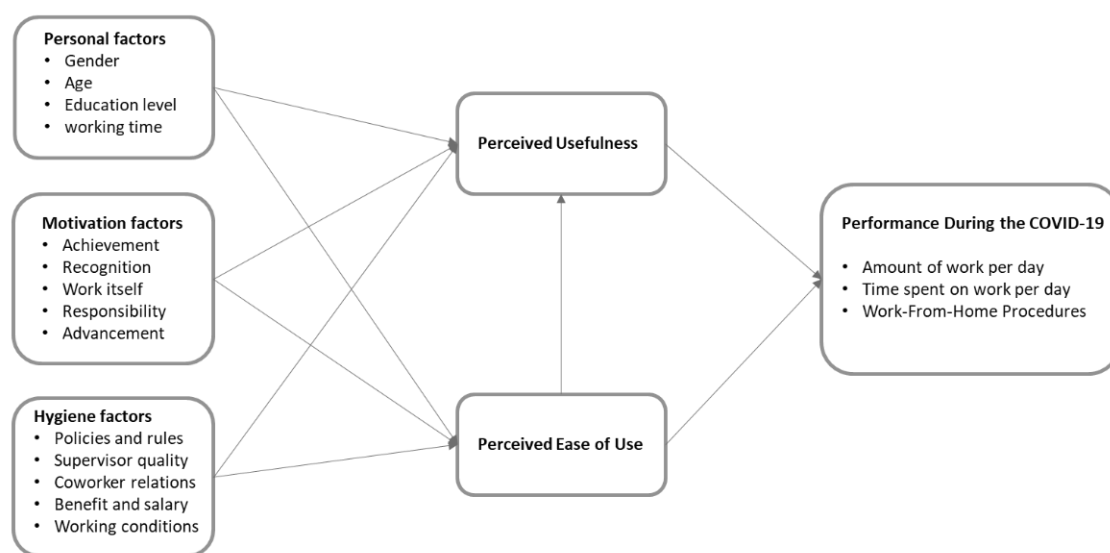 Personal factors
• Gender
• Age
• Education level
• working time
Motivation factors
• Achievement
• Recognition
• Work itself
• Responsibility
• Advancement
Hygiene factors
• Policies and rules
• Supervisor quality
• Coworker relations
• Benefit and salary
• Working conditions
Perceived Usefulness
Perceived Ease of Use
Performance During the COVID-19
• Amount of work per day
• Time spent on work per day
• Work-From-Home Procedures